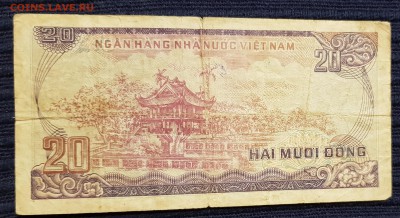 COINS.LAVE.RU
20
NGÂN HÀNG NHÀ NƯỚC VIỆT NAM
20
20
HAI MƯƠI ĐỒNG